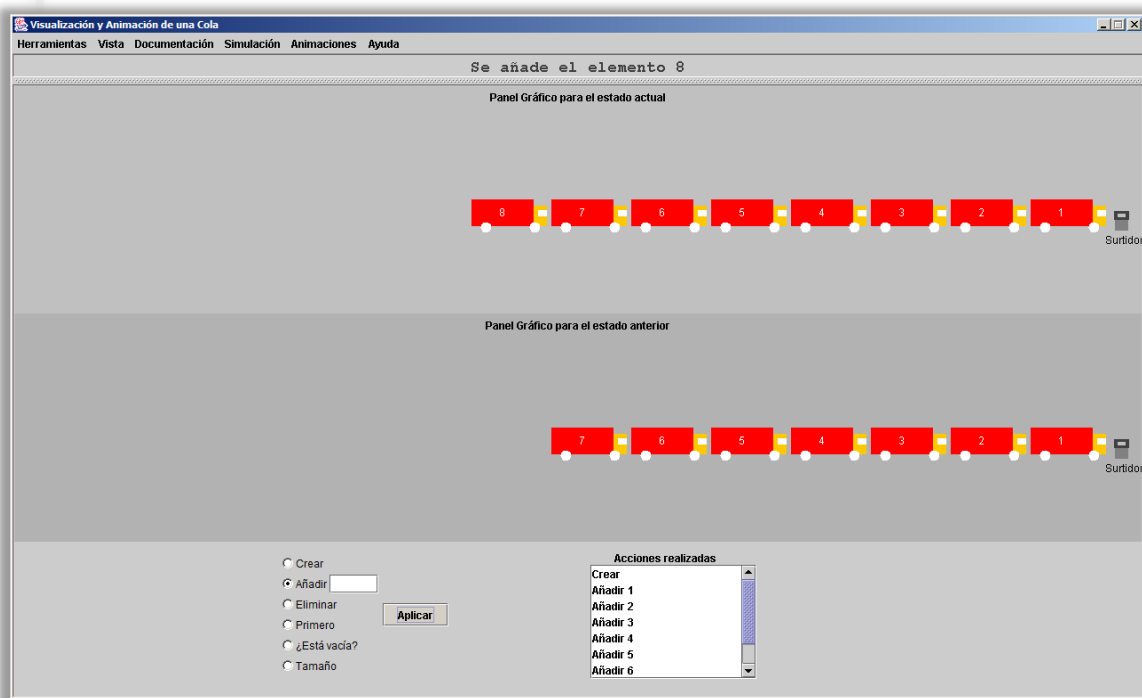 Visualización y Animación de una Cola
Herramientas Vista Documentación Simulación Animaciones Ayuda
Se añade el elemento 8
Panel Gráfico para el estado actual
8 7 6 5 4 3 2 1
Surtidor
Panel Gráfico para el estado anterior
7 6 5 4 3 2 1
Surtidor
Crear
Añadir
Eliminar
Primero
¿Está vacía?
Tamaño
Aplicar
Acciones realizadas
Crear
Añadir 1
Añadir 2
Añadir 3
Añadir 4
Añadir 5
Añadir 6